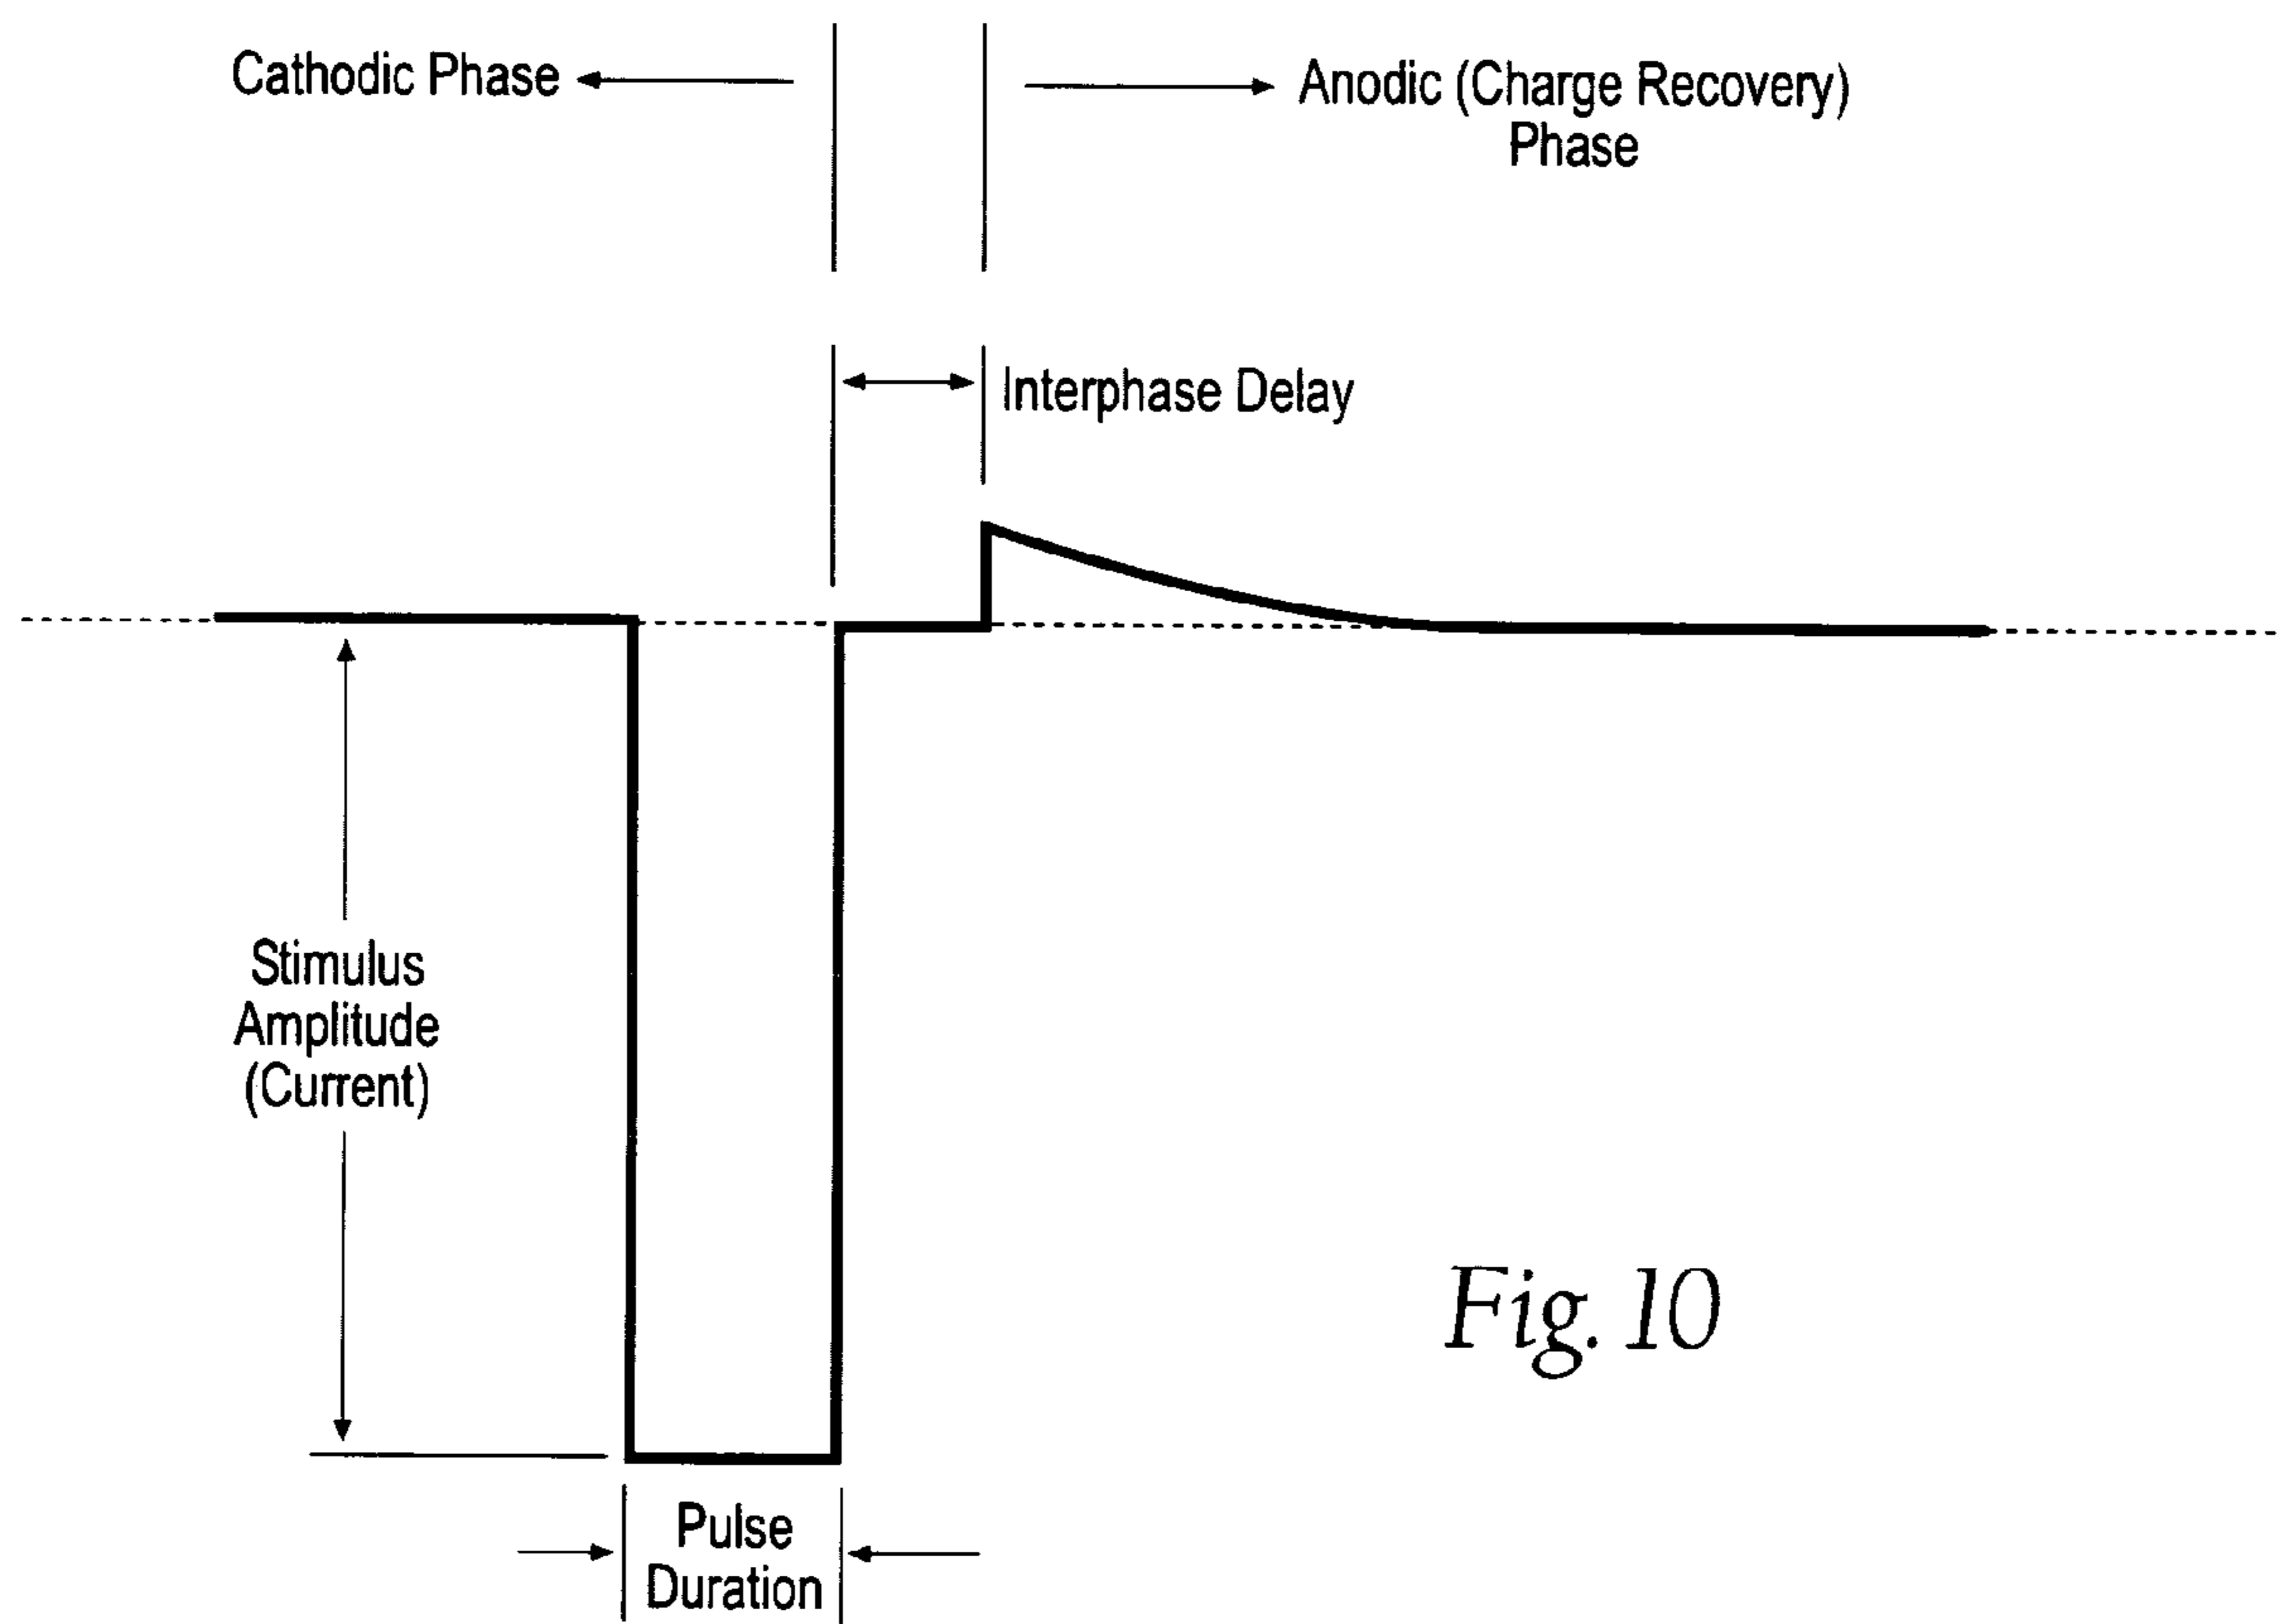 Cathodic Phase
Anodic (Charge Recovery)
Phase
Interphase Delay
Stimulus
Amplitude
(Current)
Fig. 10
Pulse
Duration